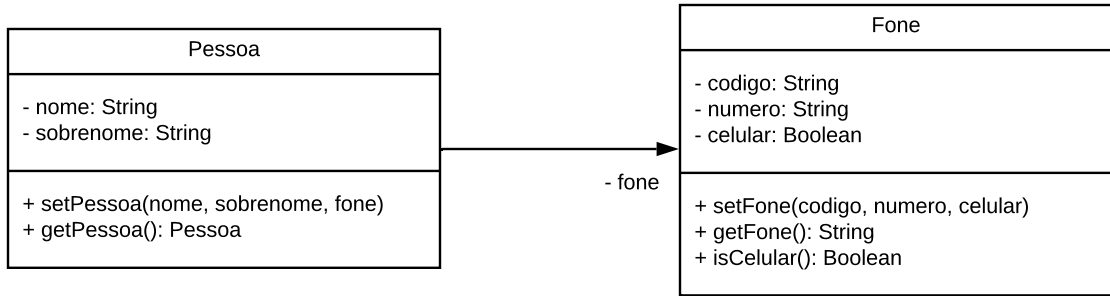 Pessoa
- nome: String
- sobrenome: String
+ setPessoa(nome, sobrenome, fone)
+ getPessoa(): Pessoa
- fone
Fone
- codigo: String
- numero: String
- celular: Boolean
+ setFone(codigo, numero, celular)
+ getFone(): String
+ isCelular(): Boolean